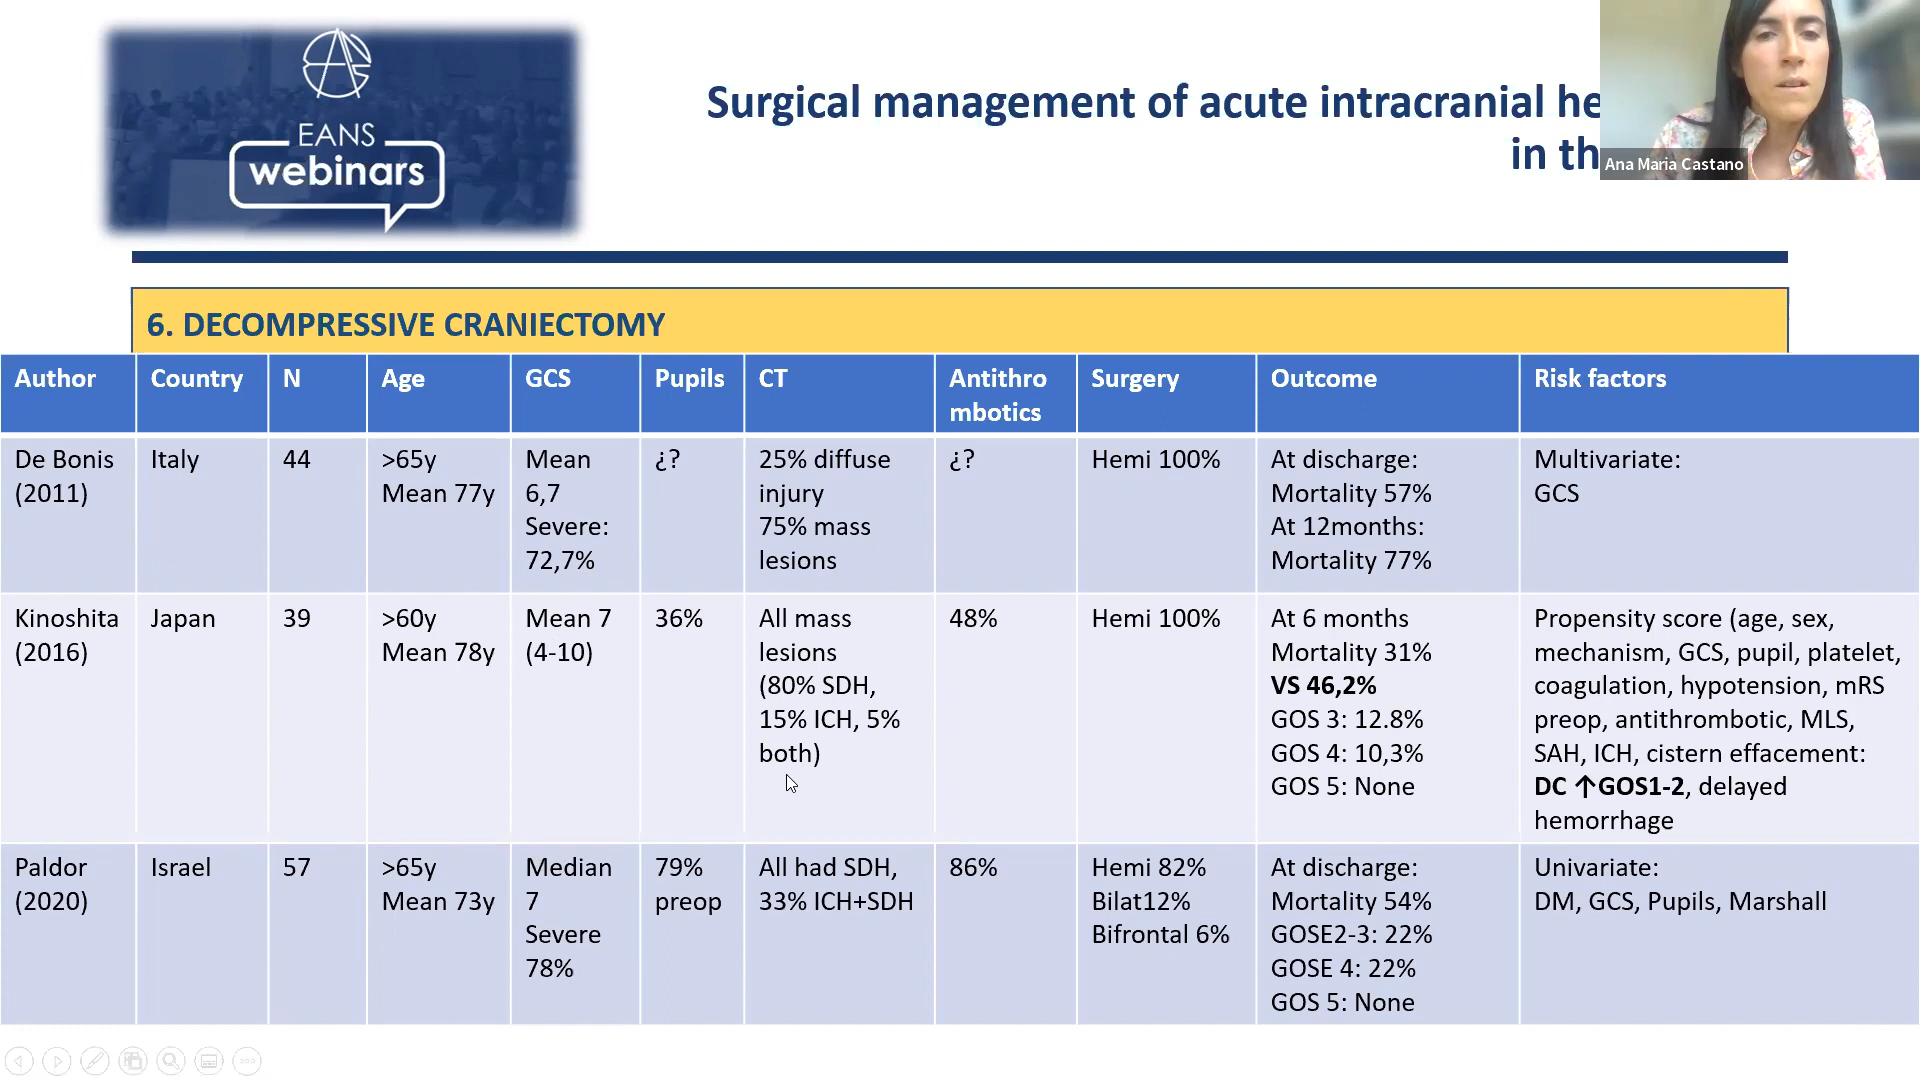 EANS
webinars
Surgical management of acute intracranial he
in th
Ana Maria Castano
6. DECOMPRESSIVE CRANIECTOMY
Author
Country
N
Age
GCS
Pupils
CT
Antithro
mbotics
Surgery
Outcome
Risk factors
De Bonis
(2011)
Italy
44
>65y
Mean 77y
Mean
6,7
Severe:
72,7%
¿?
25% diffuse
injury
75% mass
lesions
¿?
Hemi 100%
At discharge:
Mortality 57%
At 12months:
Mortality 77%
Multivariate:
GCS
Kinoshita
(2016)
Japan
39
>60y
Mean 78y
Mean 7
(4-10)
36%
All mass
lesions
(80% SDH,
15% ICH, 5%
both)
48%
Hemi 100%
At 6 months
Mortality 31%
VS 46,2%
GOS 3: 12.8%
GOS 4: 10,3%
GOS 5: None
Propensity score (age, sex,
mechanism, GCS, pupil, platelet,
coagulation, hypotension, mRS
preop, antithrombotic, MLS,
SAH, ICH, cistern effacement:
DC ↑GOS1-2, delayed
hemorrhage
Paldor
(2020)
Israel
57
>65y
Mean 73y
Median
7
Severe
78%
79%
preop
All had SDH,
33% ICH+SDH
86%
Hemi 82%
Bilat12%
Bifrontal 6%
At discharge:
Mortality 54%
GOSE2-3: 22%
GOSE 4: 22%
GOS 5: None
Univariate:
DM, GCS, Pupils, Marshall